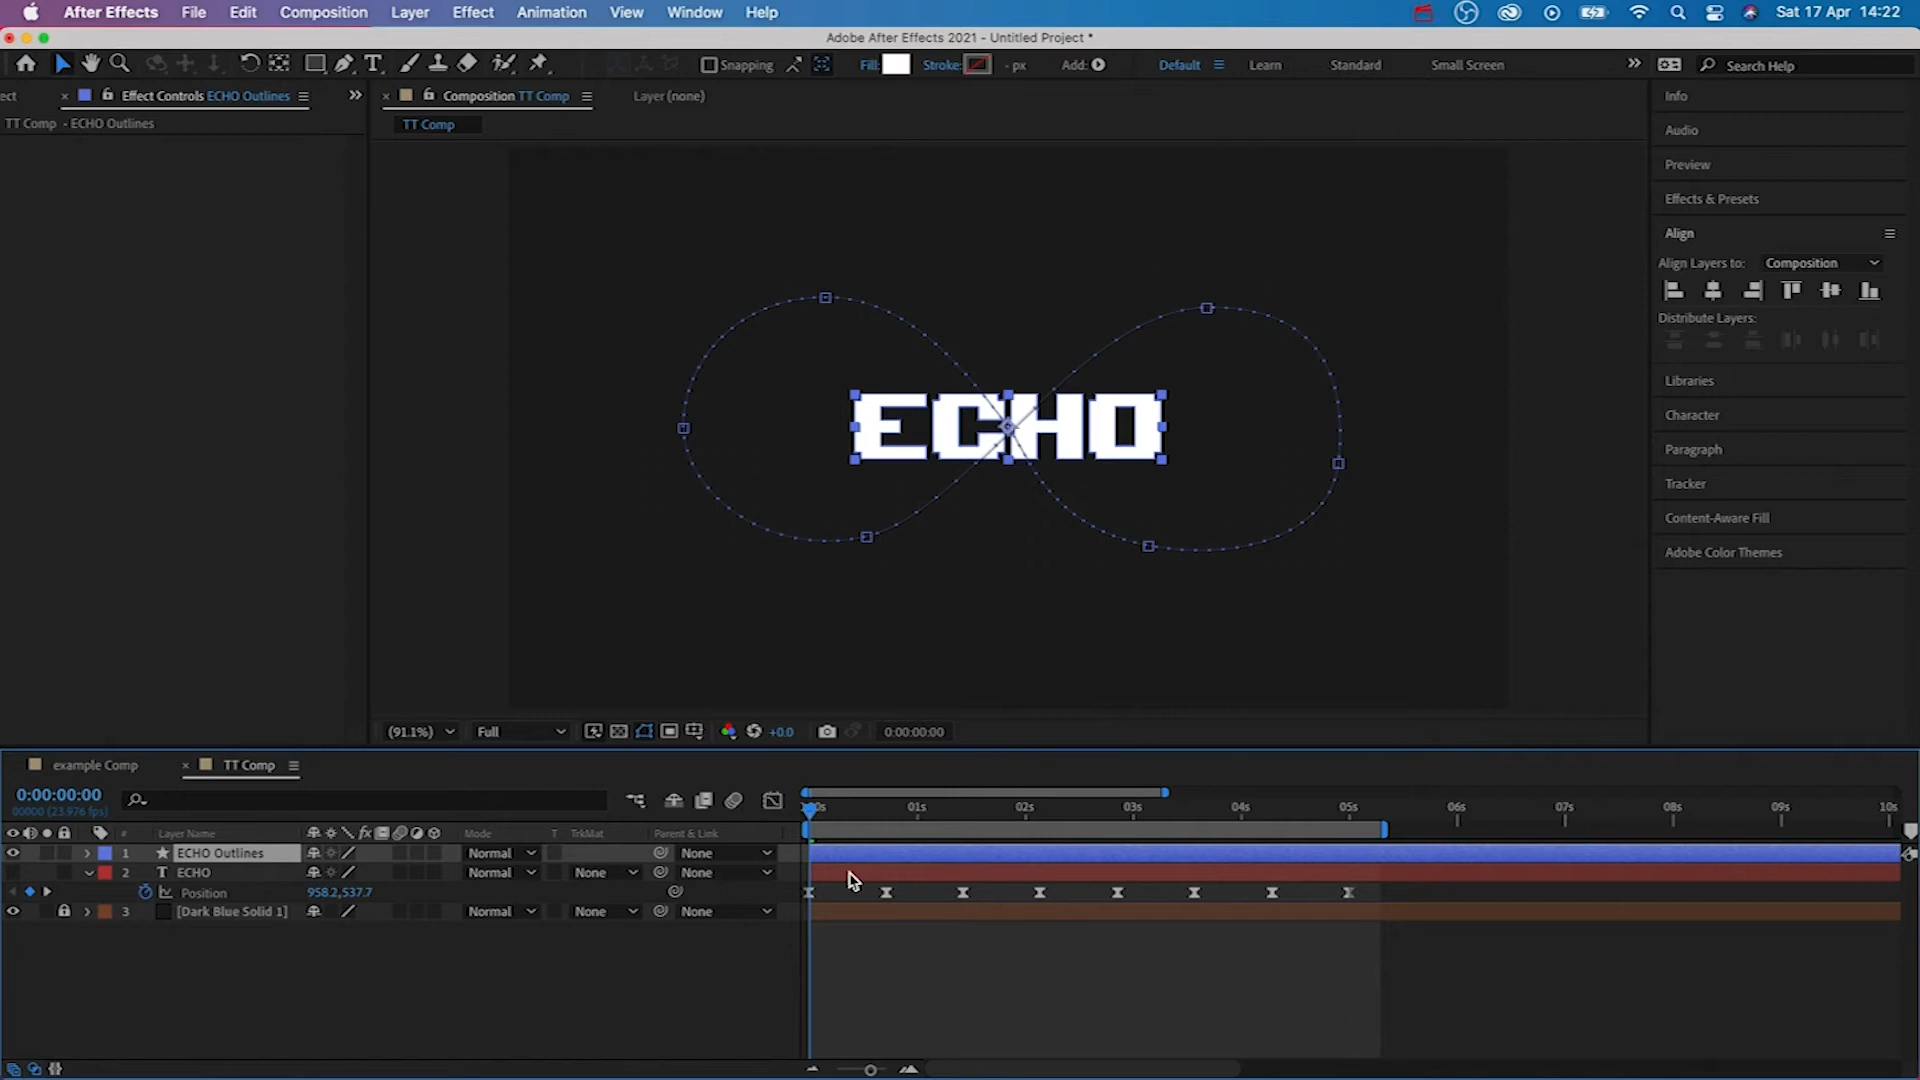 After Effects File Edit Composition Layer Effect Animation View Window Help Sat 17 Apr 14:22
Adobe After Effects 2021 - Untitled Project *
Snapping Fill: Stroke: - px Add: Default Learn Standard Small Screen Search Help
ect Effect Controls ECHO Outlines Composition TT Comp Layer (none) Info
TT Comp - ECHO Outlines TT Comp
Audio
Preview
Effects & Presets
Align
Align Layers to: Composition
Distribute Layers:
Libraries
Character
Paragraph
Tracker
Content-Aware Fill
Adobe Color Themes
ECHO
(91.1%) Full +0.0 0:00:00:00
example Comp TT Comp
0:00:00:00
00000 (23.976 fps)
00s 01s 02s 03s 04s 05s 06s 07s 08s 09s 10s
# Layer Name fx Mode T TrkMat Parent & Link
1 ECHO Outlines Normal None
2 T ECHO Normal None None
Position 958.2,537.7
3 [Dark Blue Solid 1] Normal None None